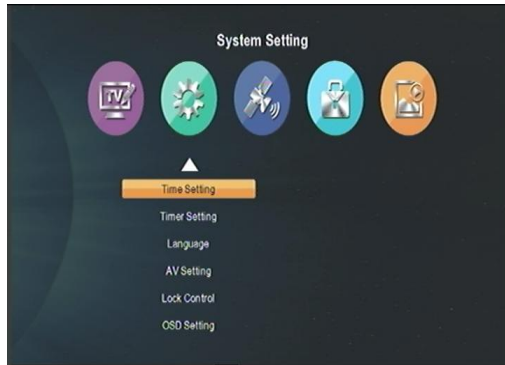 System Setting
TV
Time Setting
Timer Setting
Language
AV Setting
Lock Control
OSD Setting